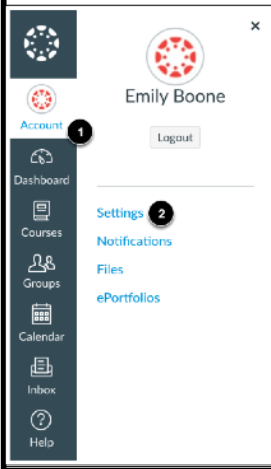 ×
Emily Boone
Account
1
Logout
Dashboard
Settings 2
Courses
Notifications
Files
Groups
ePortfolios
Calendar
Inbox
?
Help